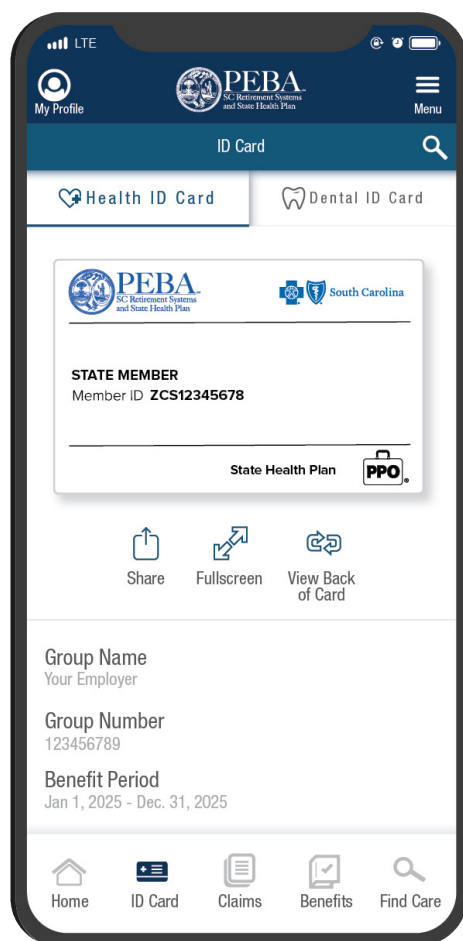 LTE
My Profile
PEBA
SC Retirement Systems
and State Health Plan
Menu
ID Card
Health ID Card
Dental ID Card
PEBA
SC Retirement Systems
and State Health Plan
South Carolina
STATE MEMBER
Member ID ZCS12345678
State Health Plan
PPO®
Share
Fullscreen
View Back
of Card
Group Name
Your Employer
Group Number
123456789
Benefit Period
Jan 1, 2025 - Dec. 31, 2025
Home
ID Card
Claims
Benefits
Find Care